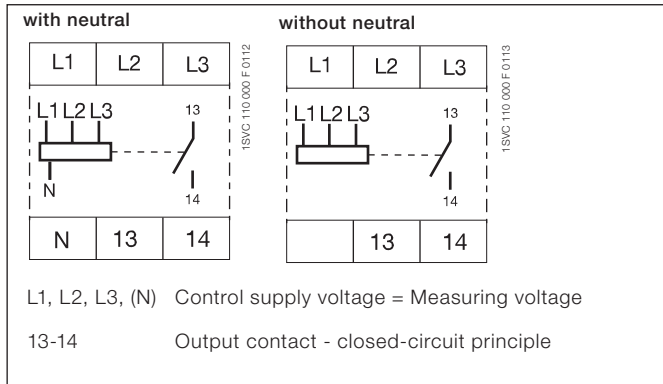 with neutral
L1 L2 L3
L1 L2 L3 13
N
14
N 13 14
1SVC 110 000 F 0112
without neutral
L1 L2 L3
L1 L2 L3 13
14
13 14
1SVC 110 000 F 0113
L1, L2, L3, (N) Control supply voltage = Measuring voltage
13-14 Output contact - closed-circuit principle